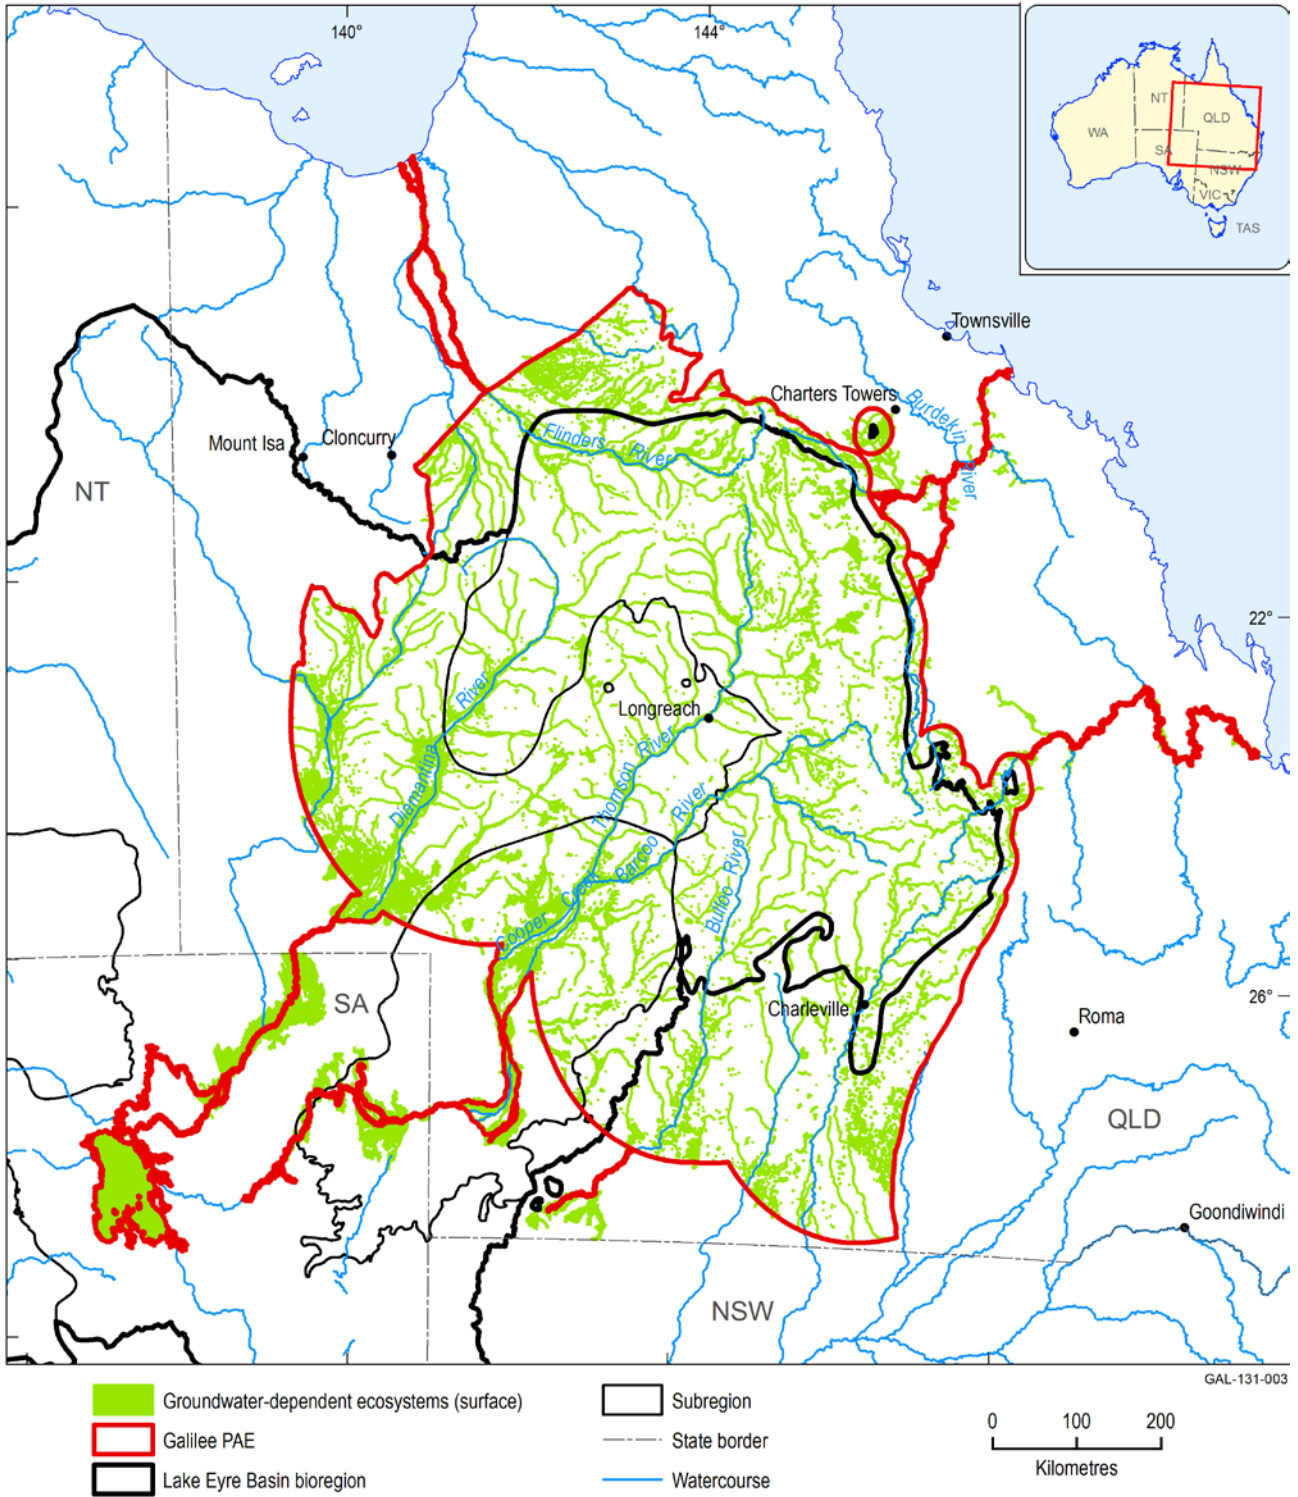 140°
144°
NT
QLD
WA
SA
NSW
VIC
TAS
Townsville
Charters Towers
Burdekin River
Mount Isa
Cloncurry
Flinders River
NT
22°
Diamantina River
Longreach
Thomson River
Barcoo River
Bulloo River
Cooper Creek
SA
Charleville
26°
Roma
QLD
Goondiwindi
NSW
GAL-131-003
Groundwater-dependent ecosystems (surface)
Galilee PAE
Lake Eyre Basin bioregion
Subregion
State border
Watercourse
0 100 200
Kilometres